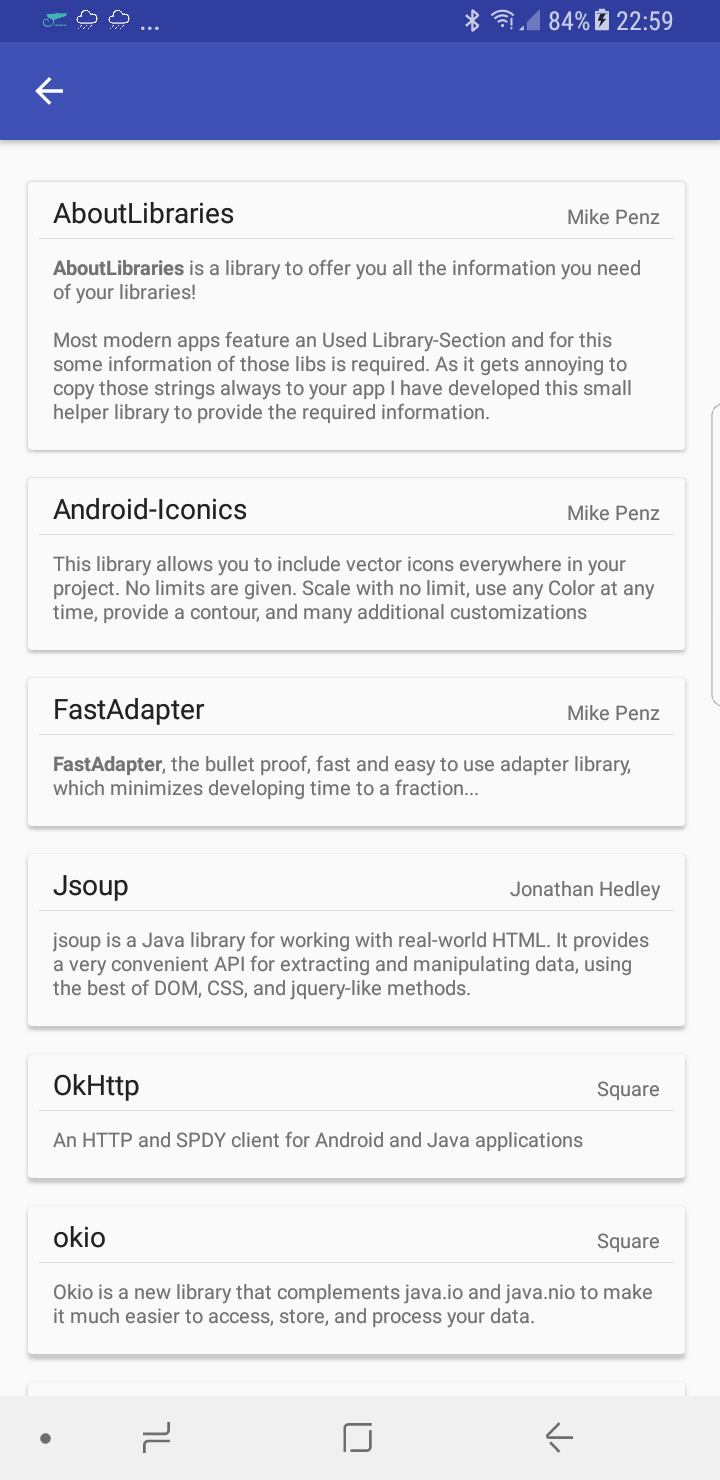 ... 84% 22:59
AboutLibraries Mike Penz
AboutLibraries is a library to offer you all the information you need
of your libraries!
Most modern apps feature an Used Library-Section and for this
some information of those libs is required. As it gets annoying to
copy those strings always to your app I have developed this small
helper library to provide the required information.
Android-Iconics Mike Penz
This library allows you to include vector icons everywhere in your
project. No limits are given. Scale with no limit, use any Color at any
time, provide a contour, and many additional customizations
FastAdapter Mike Penz
FastAdapter, the bullet proof, fast and easy to use adapter library,
which minimizes developing time to a fraction...
Jsoup Jonathan Hedley
jsoup is a Java library for working with real-world HTML. It provides
a very convenient API for extracting and manipulating data, using
the best of DOM, CSS, and jquery-like methods.
OkHttp Square
An HTTP and SPDY client for Android and Java applications
okio Square
Okio is a new library that complements java.io and java.nio to make
it much easier to access, store, and process your data.